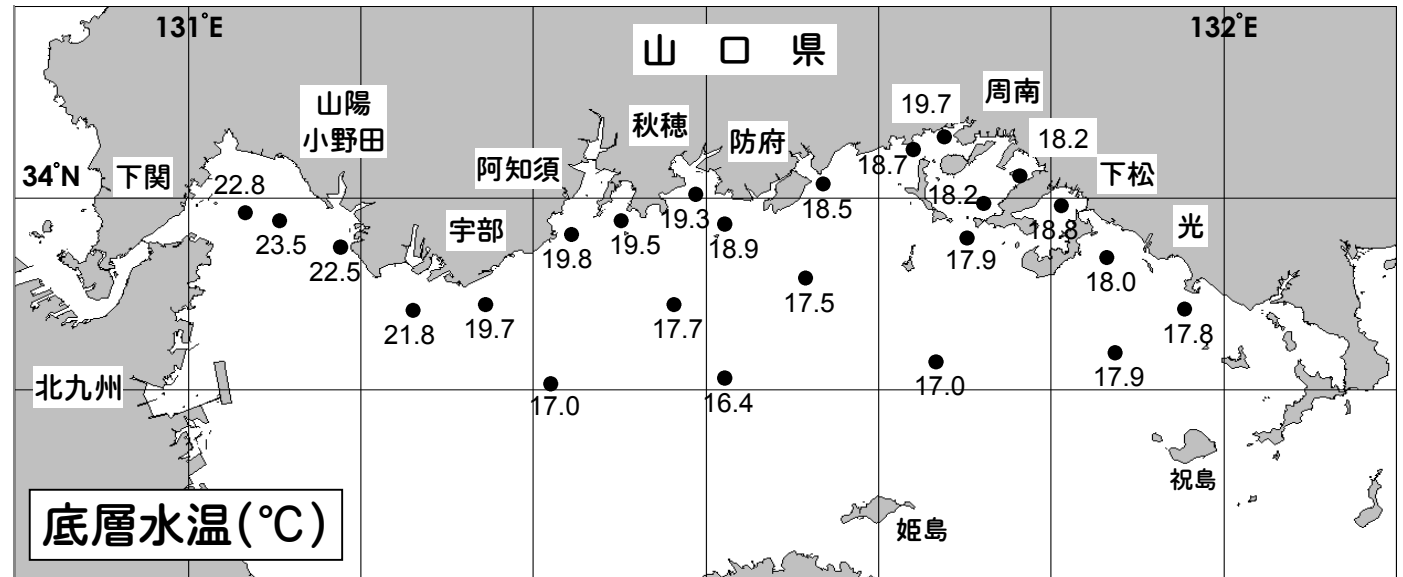 131°E
132°E
山 口 県
山陽
小野田
秋穂
防府
19.7
周南
18.2
阿知須
下松
34°N
下関
22.8
18.7
18.2
18.5
19.3
光
宇部
23.5
22.5
19.8
19.5
18.9
17.9
18.8
18.0
21.8
19.7
17.7
17.5
17.8
北九州
17.0
16.4
17.0
17.9
祝島
姫島
底層水温(℃)